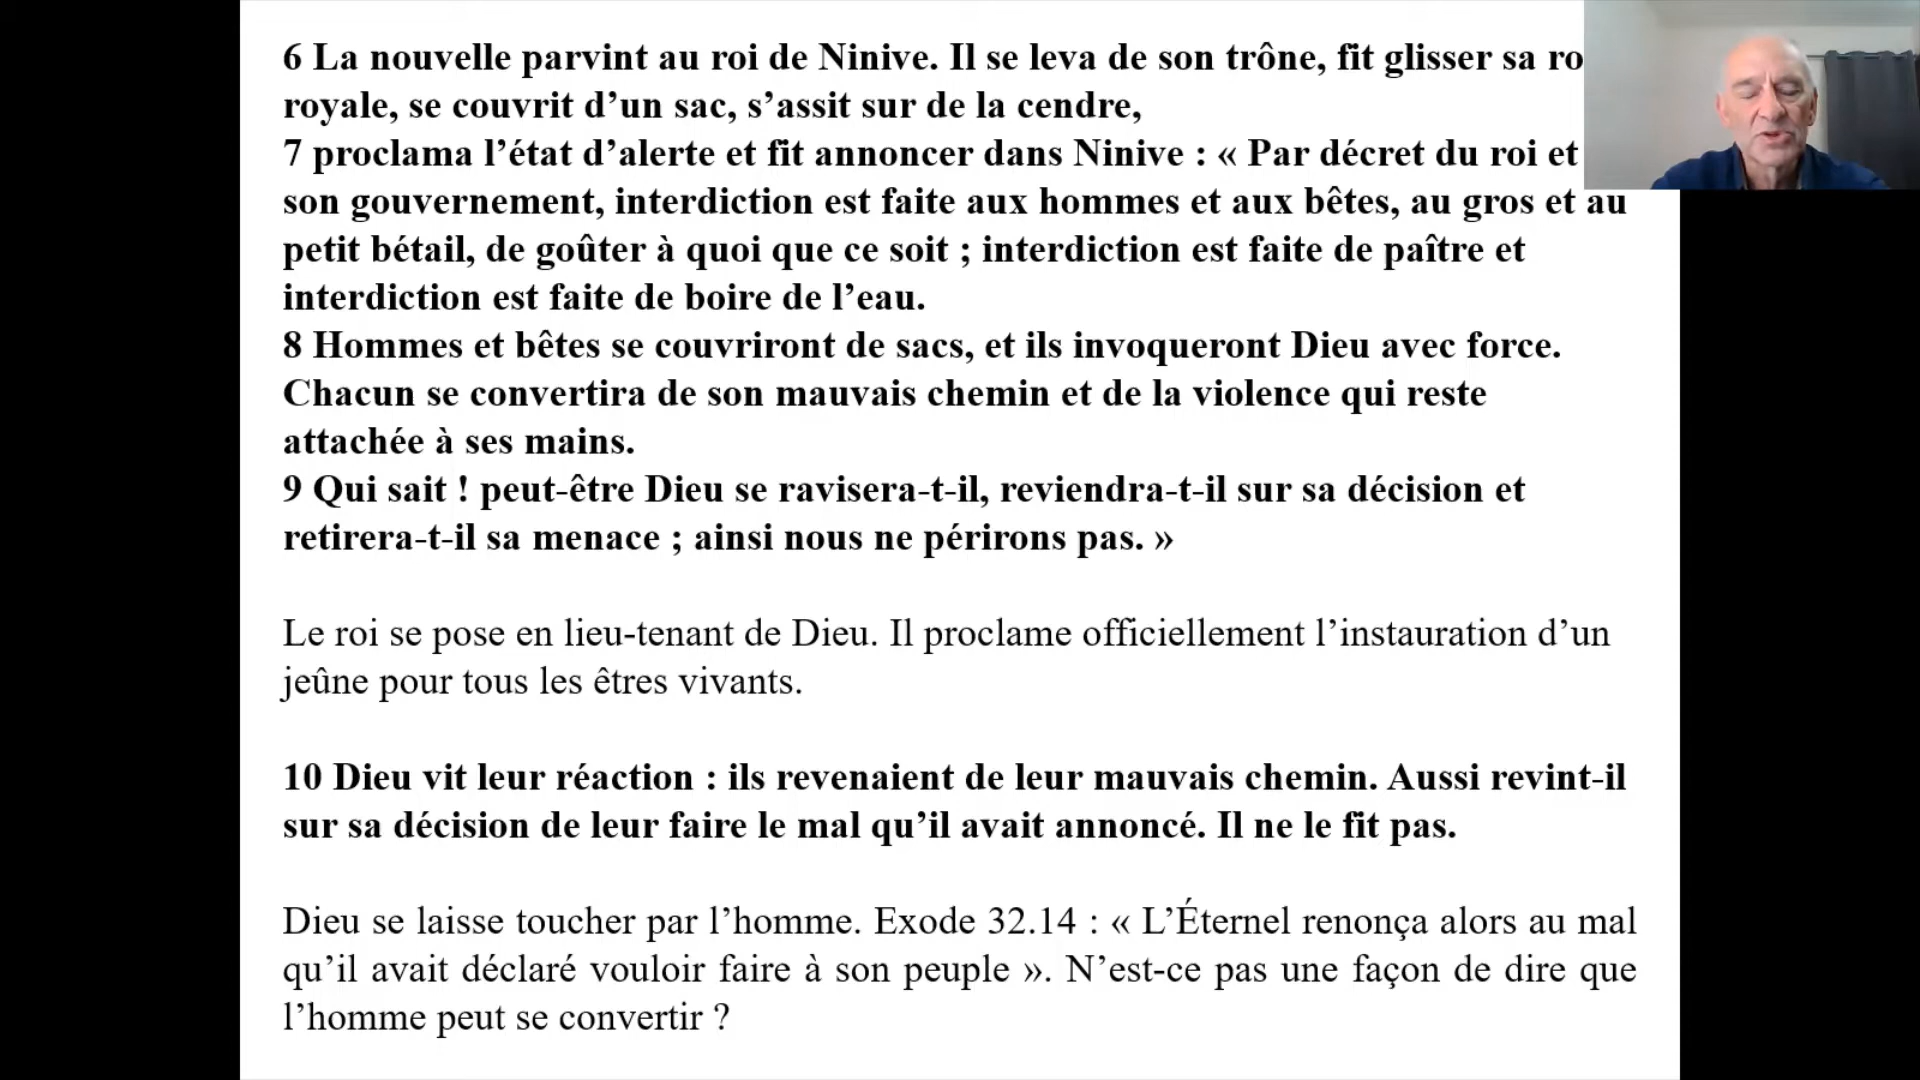 6 La nouvelle parvint au roi de Ninive. Il se leva de son trône, fit glisser sa
royale, se couvrit d’un sac, s’assit sur de la cendre,
7 proclama l’état d’alerte et fit annoncer dans Ninive : « Par décret du roi et
son gouvernement, interdiction est faite aux hommes et aux bêtes, au gros et au
petit bétail, de goûter à quoi que ce soit ; interdiction est faite de paître et
interdiction est faite de boire de l’eau.
8 Hommes et bêtes se couvriront de sacs, et ils invoqueront Dieu avec force.
Chacun se convertira de son mauvais chemin et de la violence qui reste
attachée à ses mains.
9 Qui sait ! peut-être Dieu se ravisera-t-il, reviendra-t-il sur sa décision et
retirera-t-il sa menace ; ainsi nous ne périrons pas. »
Le roi se pose en lieu-tenant de Dieu. Il proclame officiellement l’instauration d’un
jeûne pour tous les êtres vivants.
10 Dieu vit leur réaction : ils revenaient de leur mauvais chemin. Aussi revint-il
sur sa décision de leur faire le mal qu’il avait annoncé. Il ne le fit pas.
Dieu se laisse toucher par l’homme. Exode 32.14 : « L’Éternel renonça alors au mal
qu’il avait déclaré vouloir faire à son peuple ». N’est-ce pas une façon de dire que
l’homme peut se convertir ?